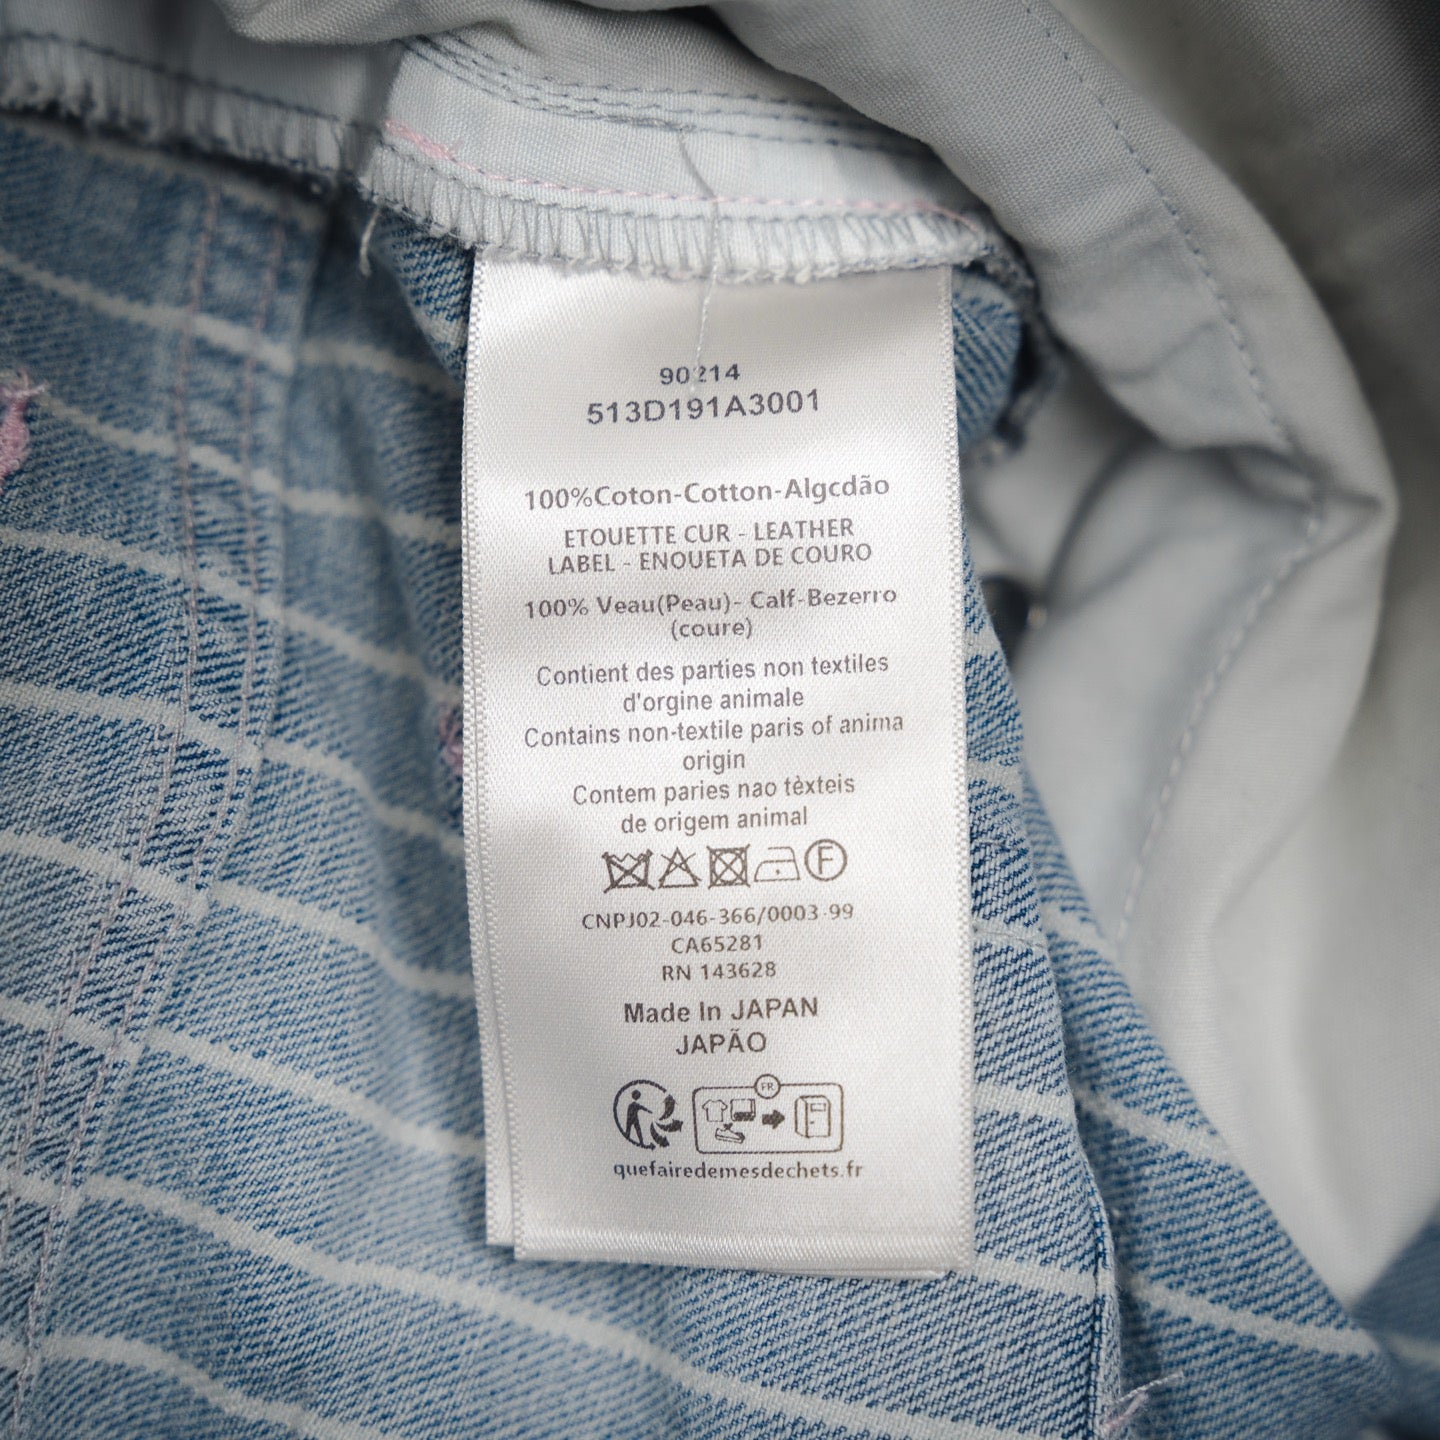 90214
513D191A3001
100%Coton-Cotton-Algcdão
ETOUETTE CUR - LEATHER
LABEL - ENOUETA DE COURO
100% Veau(Peau)- Calf-Bezerro
(coure)
Contient des parties non textiles
d'orgine animale
Contains non-textile paris of anima
origin
Contem paries nao tèxteis
de origem animal
F
CNPJ02-046-366/0003-99
CA65281
RN 143628
Made In JAPAN
JAPÃO
FR
quefairedemesdechets.fr